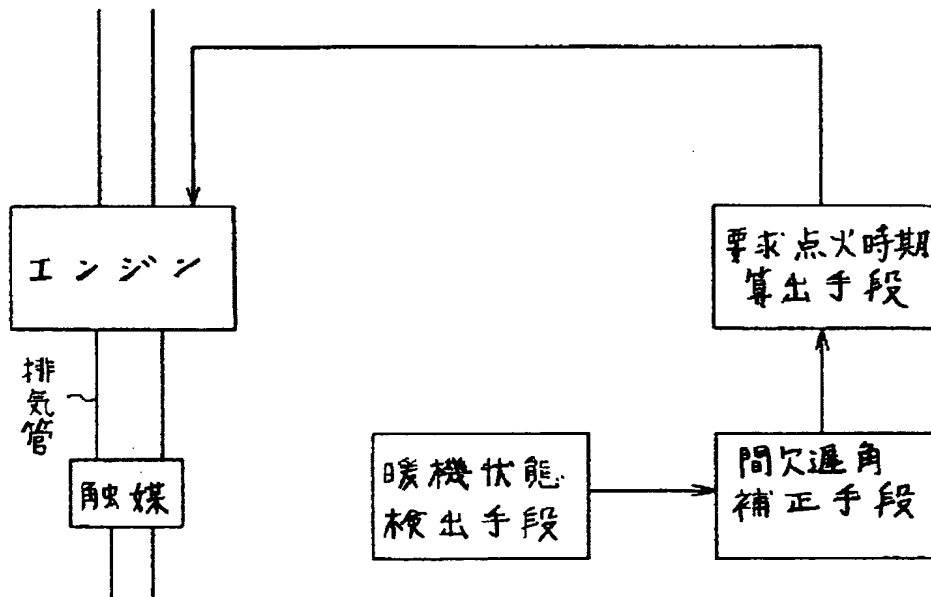 エンジン
要求点火時期
算出手段
排気管
触媒
暖機状態
検出手段
間欠遅角
補正手段